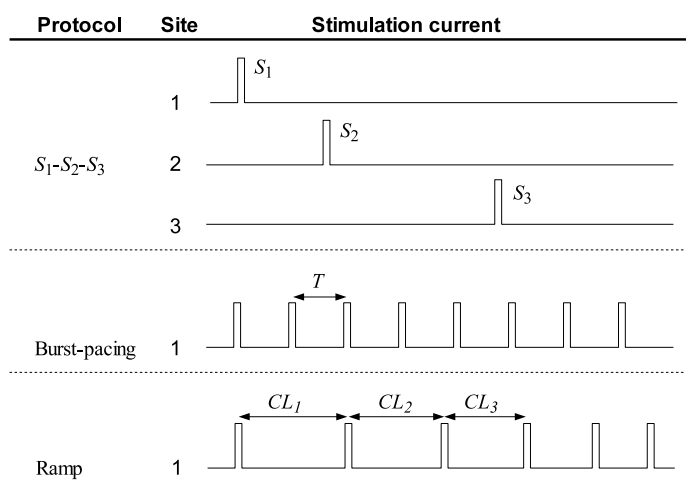 Protocol Site Stimulation current
S₁
1
S₂
S₁-S₂-S₃ 2
S₃
3
T
Burst-pacing 1
CL₁ CL₂ CL₃
Ramp 1